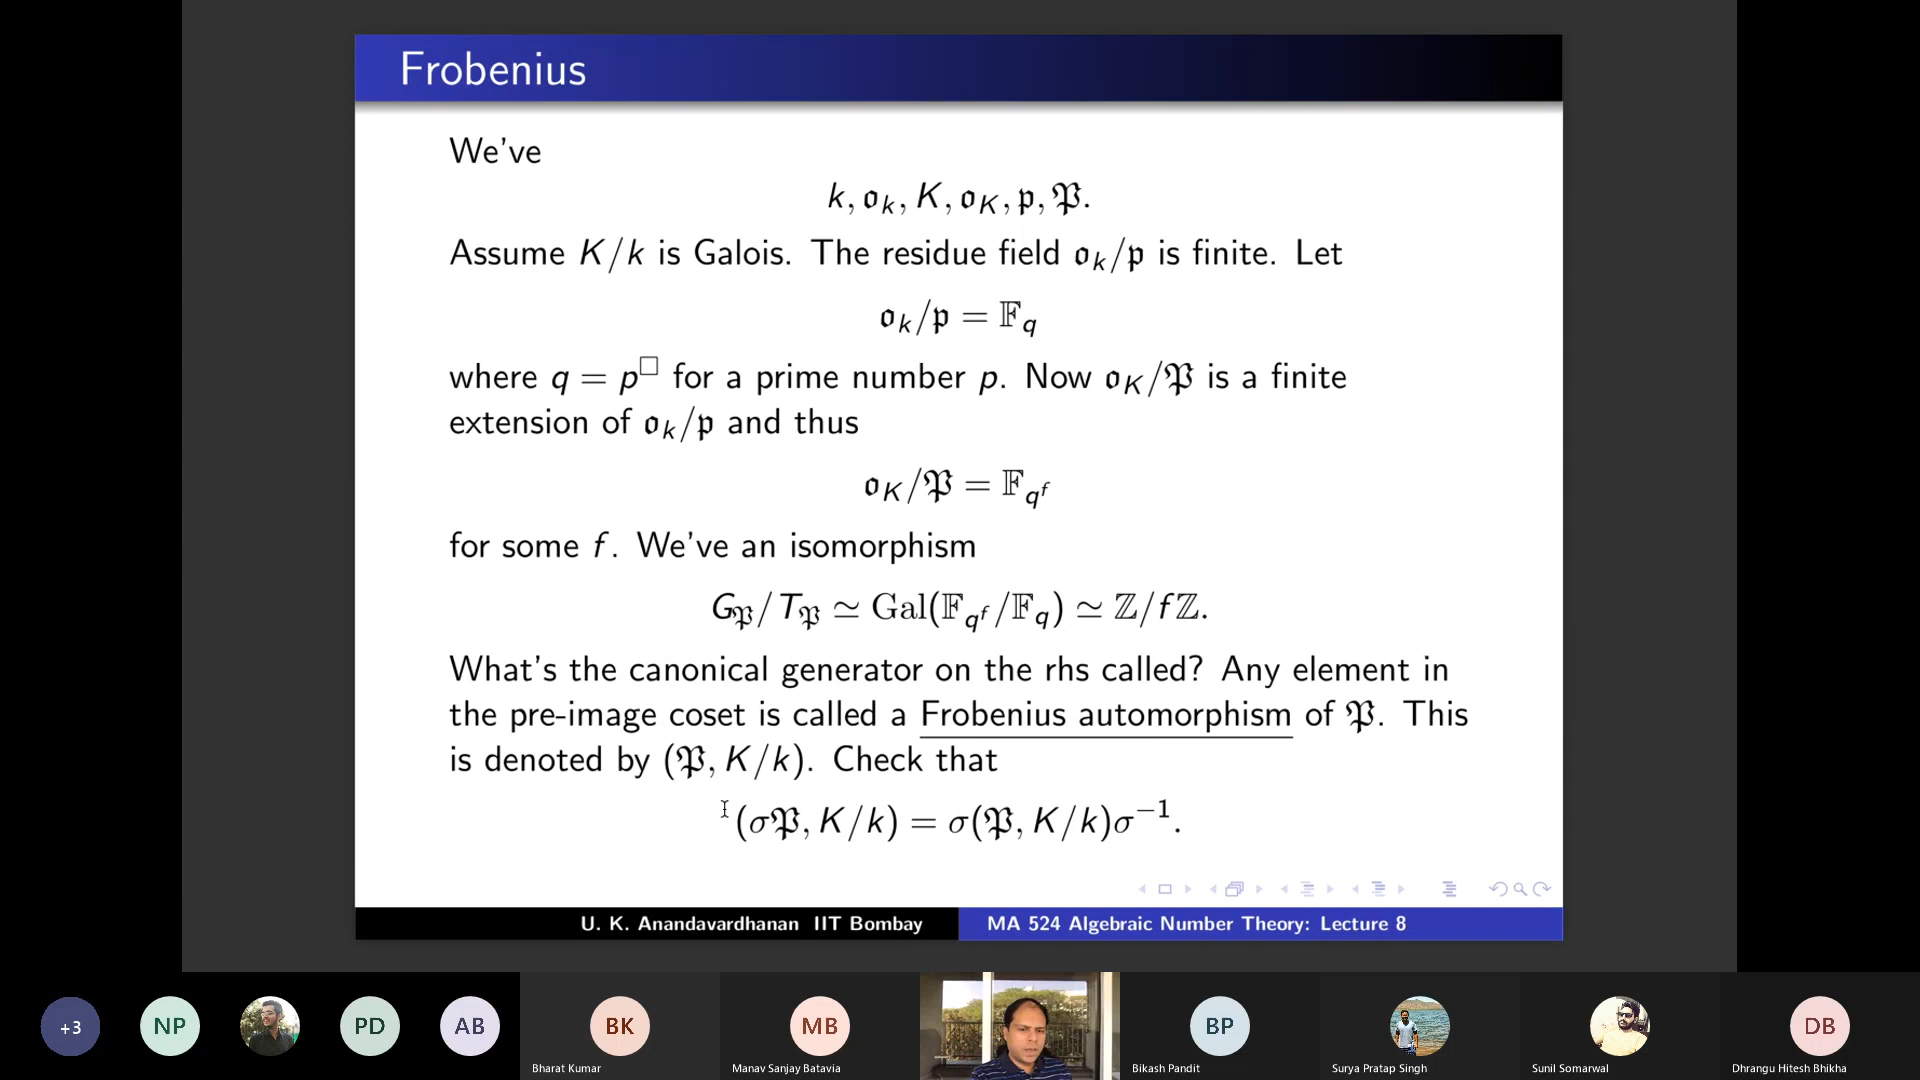 Frobenius
We've
k, 𝔬_k, K, 𝔬_K, 𝔭, 𝔓.
Assume K/k is Galois. The residue field 𝔬_k/𝔭 is finite. Let
𝔬_k/𝔭 = 𝔽_q
where q = p^□ for a prime number p. Now 𝔬_K/𝔓 is a finite
extension of 𝔬_k/𝔭 and thus
𝔬_K/𝔓 = 𝔽_{q^f}
for some f. We've an isomorphism
G_𝔓/T_𝔓 ≃ Gal(𝔽_{q^f}/𝔽_q) ≃ ℤ/fℤ.
What's the canonical generator on the rhs called? Any element in
the pre-image coset is called a Frobenius automorphism of 𝔓. This
is denoted by (𝔓, K/k). Check that
(σ𝔓, K/k) = σ(𝔓, K/k)σ^{-1}.
U. K. Anandavardhanan IIT Bombay
MA 524 Algebraic Number Theory: Lecture 8
+3
NP
PD
AB
BK
MB
BP
DB
Bharat Kumar
Manav Sanjay Batavia
Bikash Pandit
Surya Pratap Singh
Sunil Somarwal
Dhrangu Hitesh Bhikha